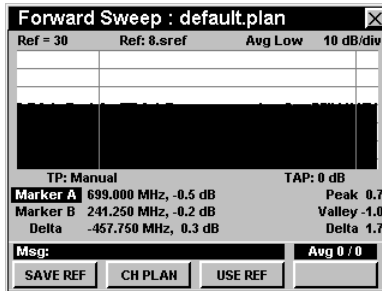 Forward Sweep : default.plan
Ref = 30 Ref: 8.sref Avg Low 10 dB/div
TP: Manual TAP: 0 dB
Marker A 699.000 MHz, -0.5 dB Peak 0.7
Marker B 241.250 MHz, -0.2 dB Valley -1.0
Delta -457.750 MHz, 0.3 dB Delta 1.7
Msg: Avg 0 / 0
SAVE REF CH PLAN USE REF